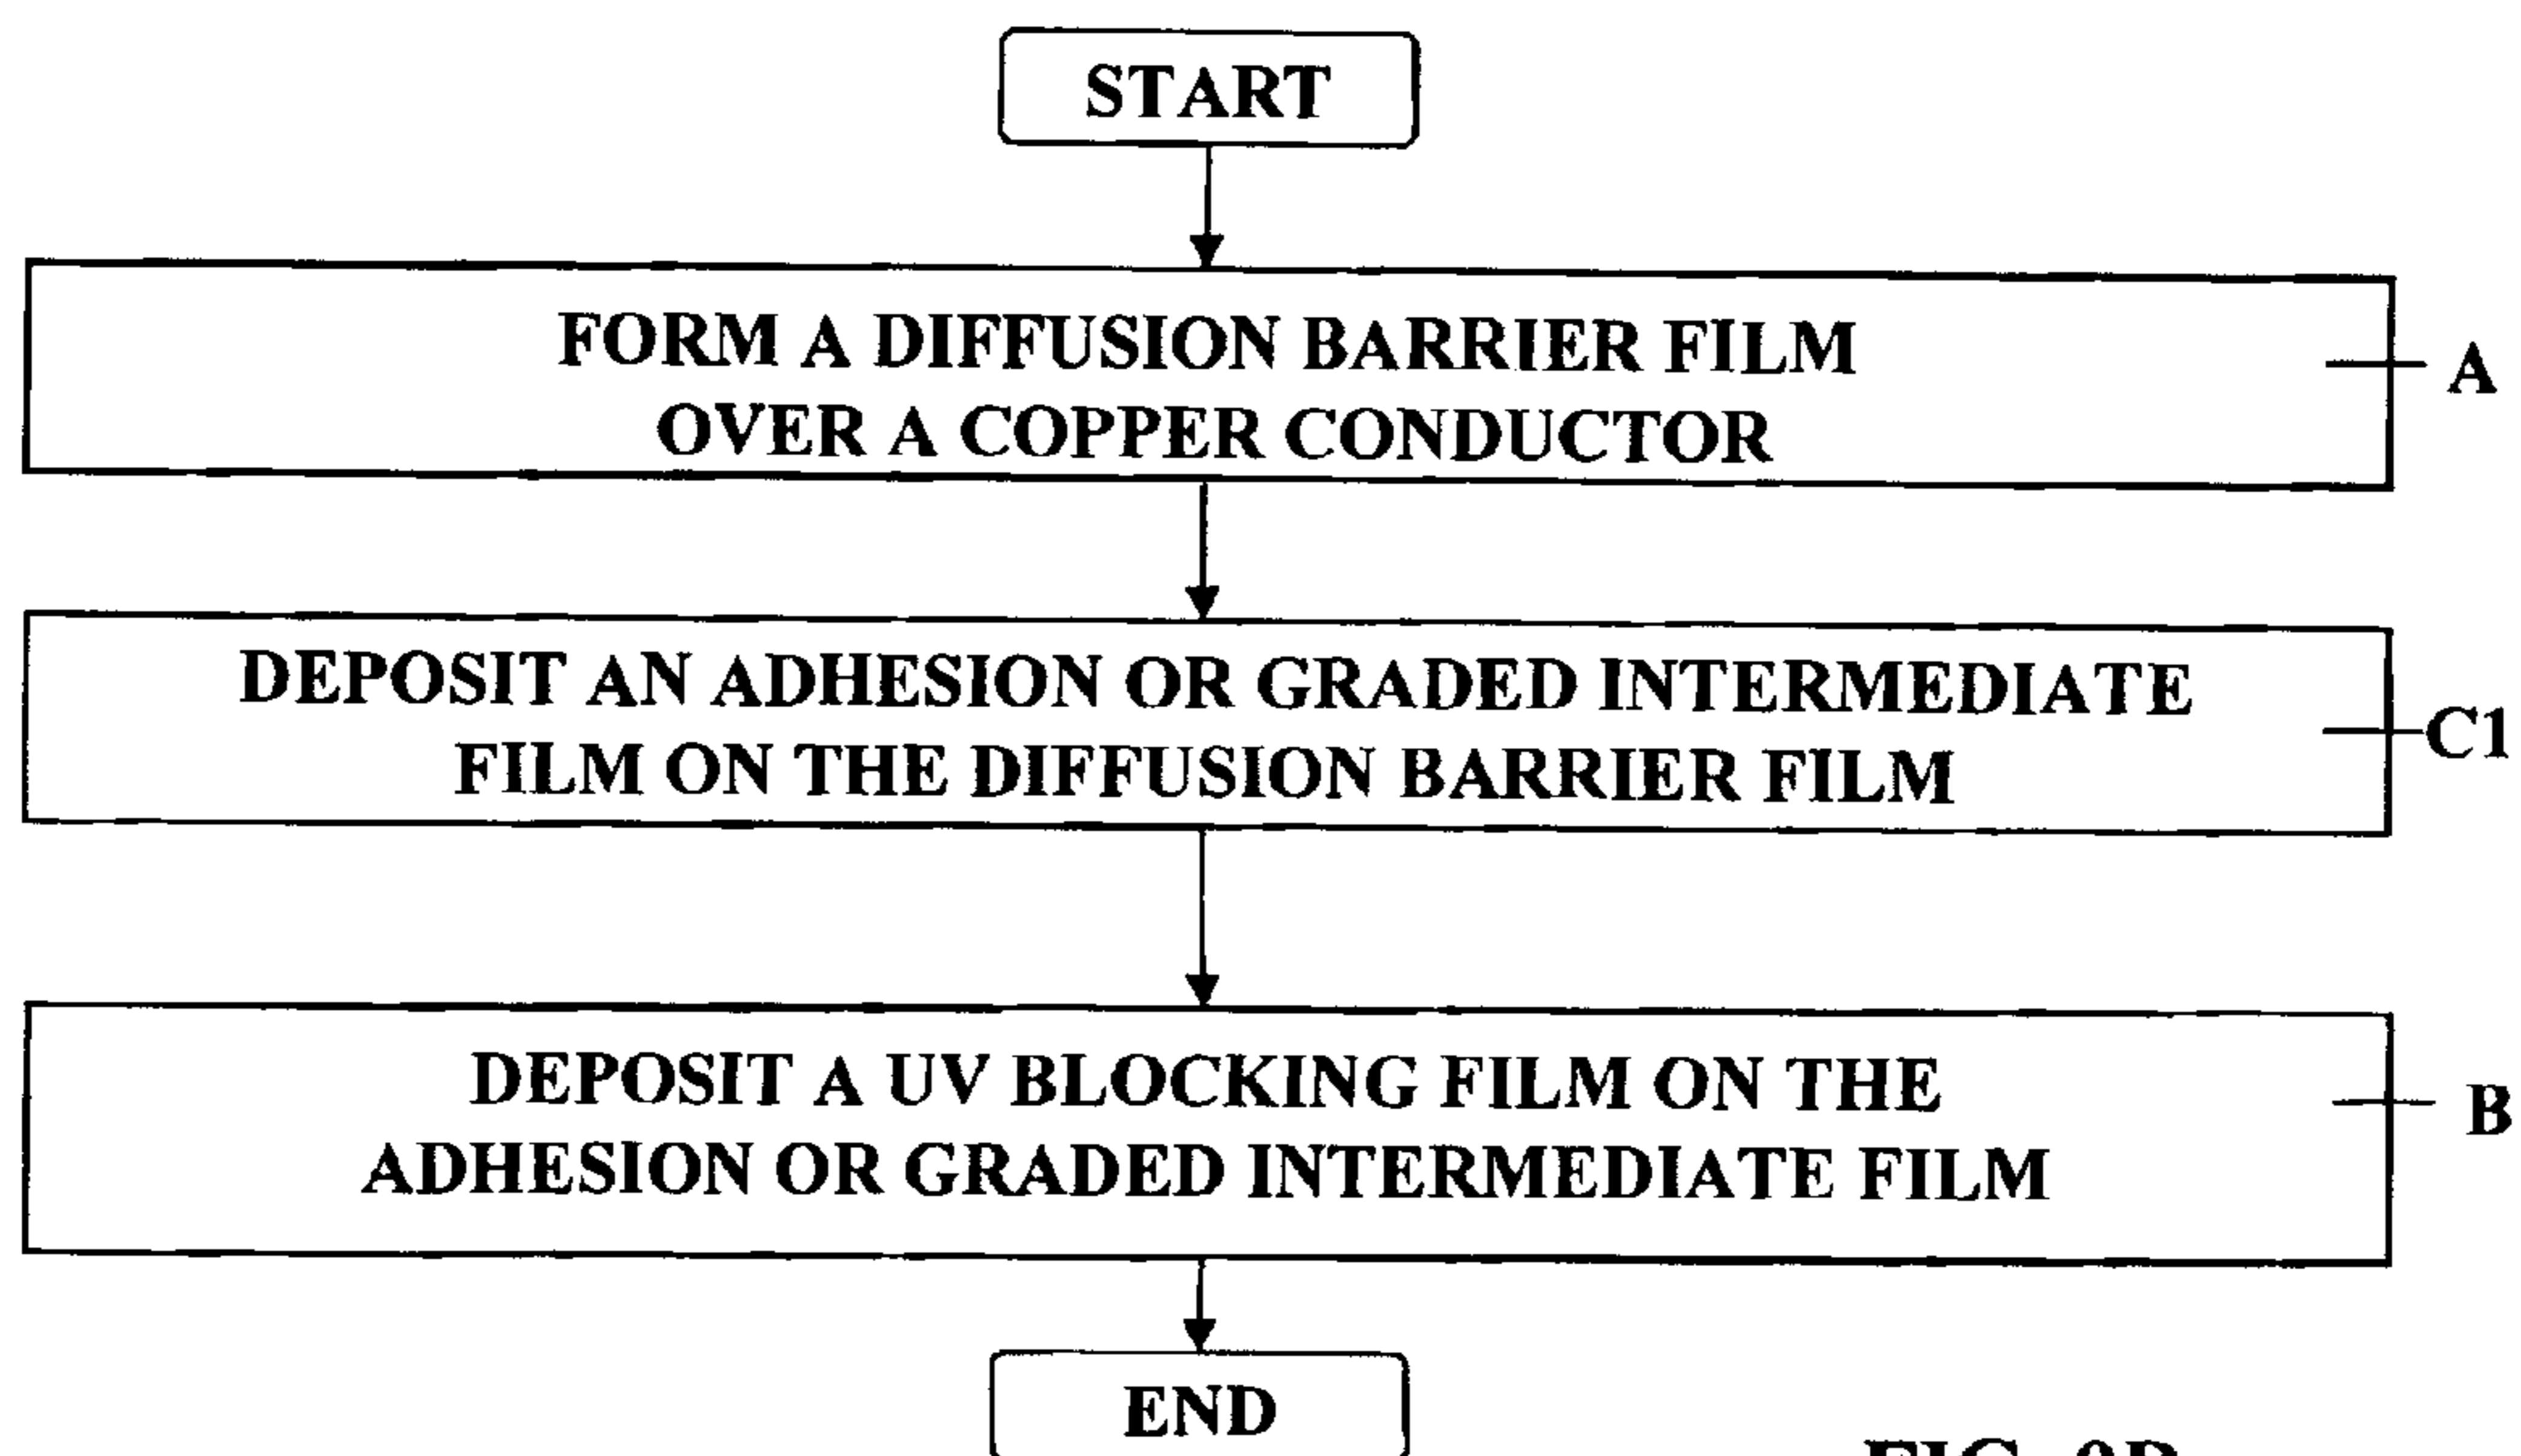 START
FORM A DIFFUSION BARRIER FILM
OVER A COPPER CONDUCTOR
A
DEPOSIT AN ADHESION OR GRADED INTERMEDIATE
FILM ON THE DIFFUSION BARRIER FILM
C1
DEPOSIT A UV BLOCKING FILM ON THE
ADHESION OR GRADED INTERMEDIATE FILM
B
END